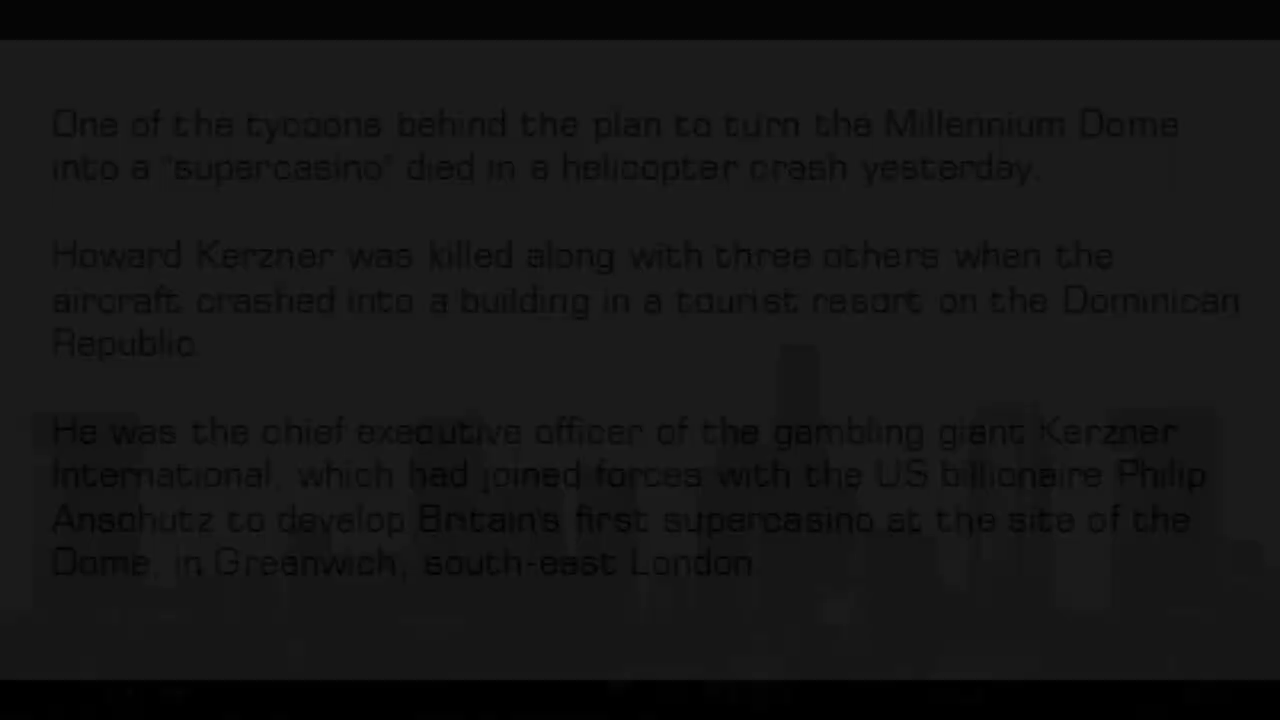 One of the tycoons behind the plan to turn the Millennium Dome
into a "supercasino" died in a helicopter crash yesterday.
Howard Kerzner was killed along with three others when the
aircraft crashed into a building in a tourist resort on the Dominican
Republic.
He was the chief executive officer of the gambling giant Kerzner
International, which had joined forces with the US billionaire Philip
Anschutz to develop Britain's first supercasino at the site of the
Dome, in Greenwich, south-east London.